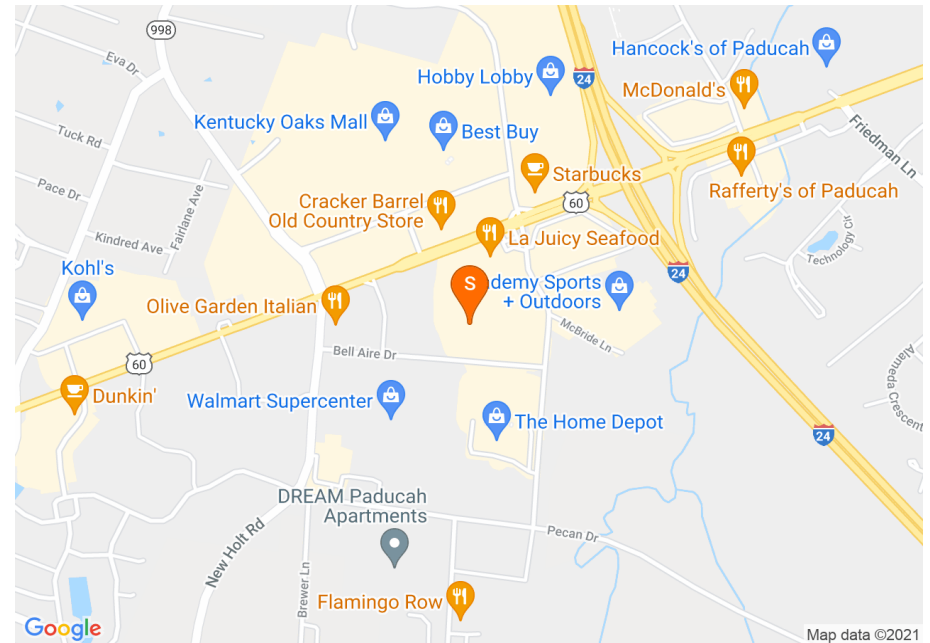 998
Eva Dr
Hancock's of Paducah
Hobby Lobby
24
McDonald's
Kentucky Oaks Mall
Best Buy
Tuck Rd
Friedman Ln
Starbucks
Pace Dr
Rafferty's of Paducah
Cracker Barrel
Old Country Store
60
Fairlane Ave
La Juicy Seafood
Kindred Ave
Technology Cir
Kohl's
24
S
demy Sports
+ Outdoors
Olive Garden Italian
McBride Ln
60
Bell Aire Dr
Alameda Crescent
Dunkin'
Walmart Supercenter
The Home Depot
24
DREAM Paducah
Apartments
New Holt Rd
Pecan Dr
Brewer Ln
Flamingo Row
Google
Map data ©2021